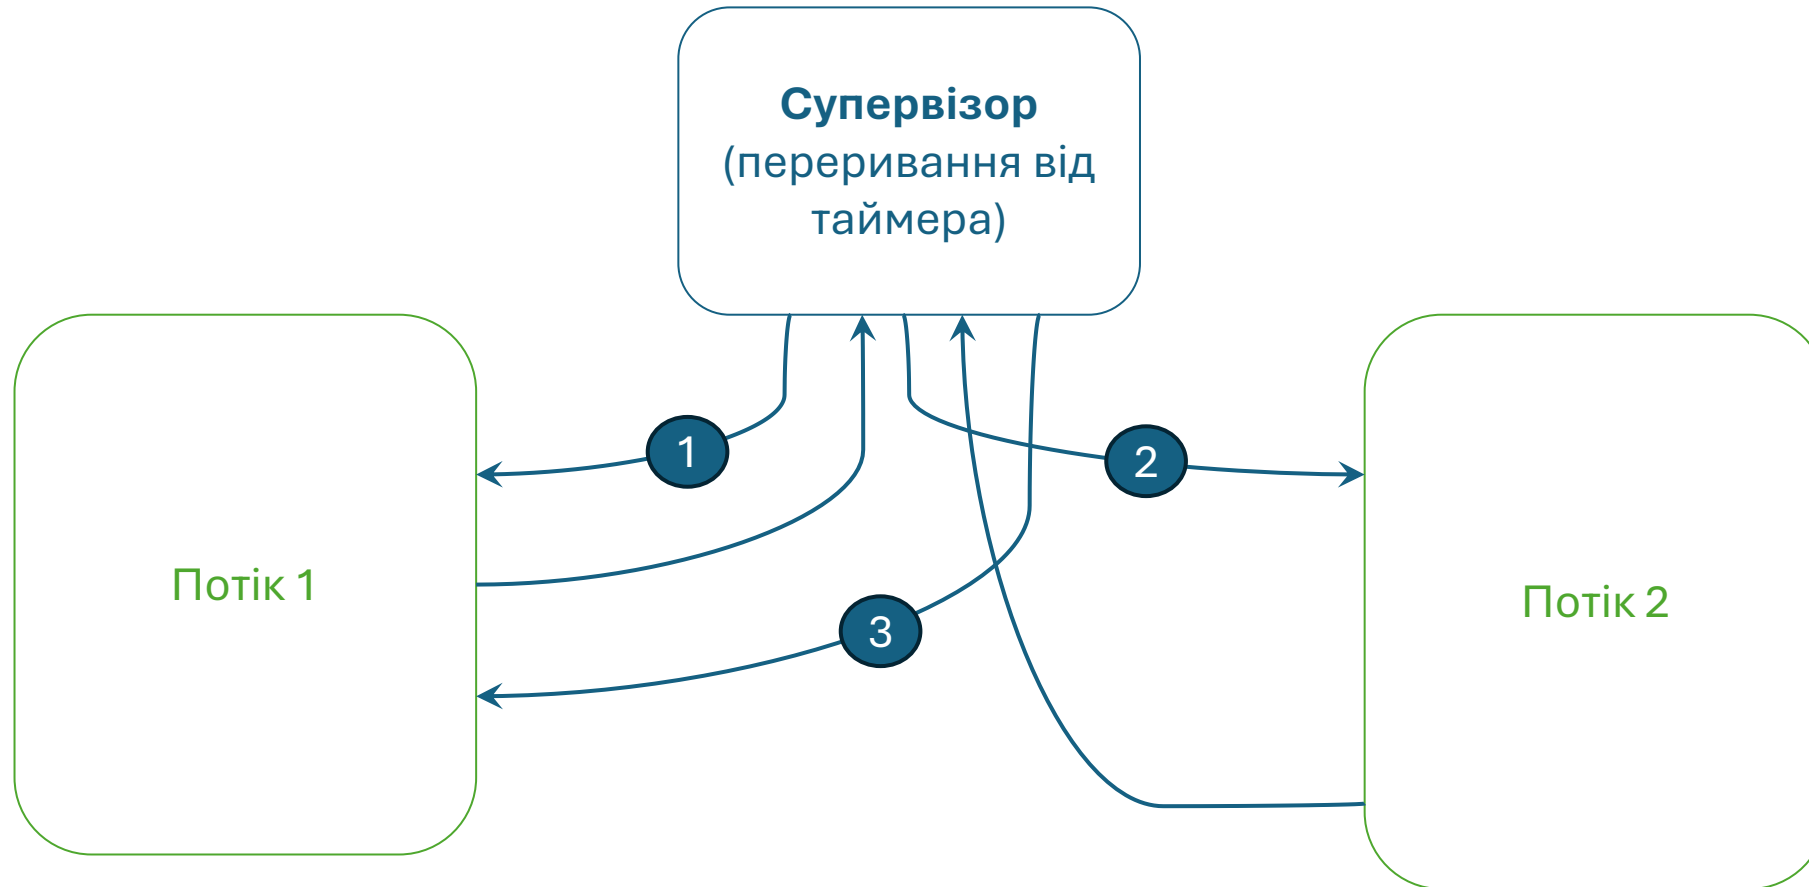 Супервізор
(переривання від
таймера)
1
2
Потік 1
3
Потік 2